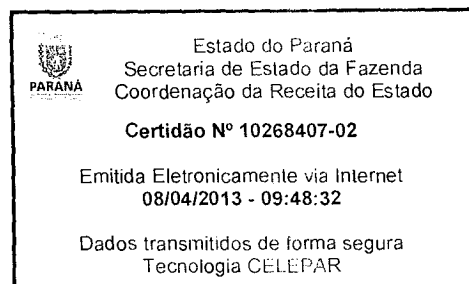 Estado do Paraná
Secretaria de Estado da Fazenda
PARANÁ
Coordenação da Receita do Estado
Certidão Nº 10268407-02
Emitida Eletronicamente via Internet
08/04/2013 - 09:48:32
Dados transmitidos de forma segura
Tecnologia CELEPAR